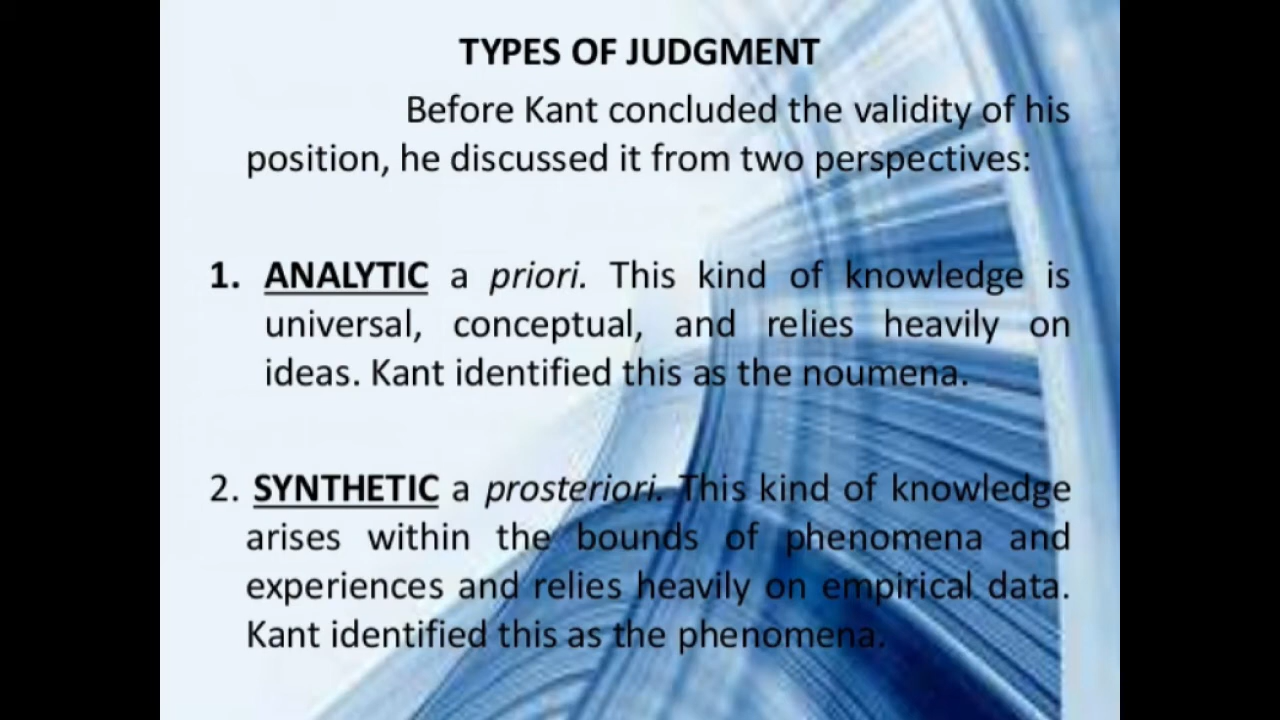 TYPES OF JUDGMENT
Before Kant concluded the validity of his
position, he discussed it from two perspectives:
1. ANALYTIC a priori. This kind of knowledge is
universal, conceptual, and relies heavily on
ideas. Kant identified this as the noumena.
2. SYNTHETIC a prosteriori. This kind of knowledge
arises within the bounds of phenomena and
experiences and relies heavily on empirical data.
Kant identified this as the phenomena.